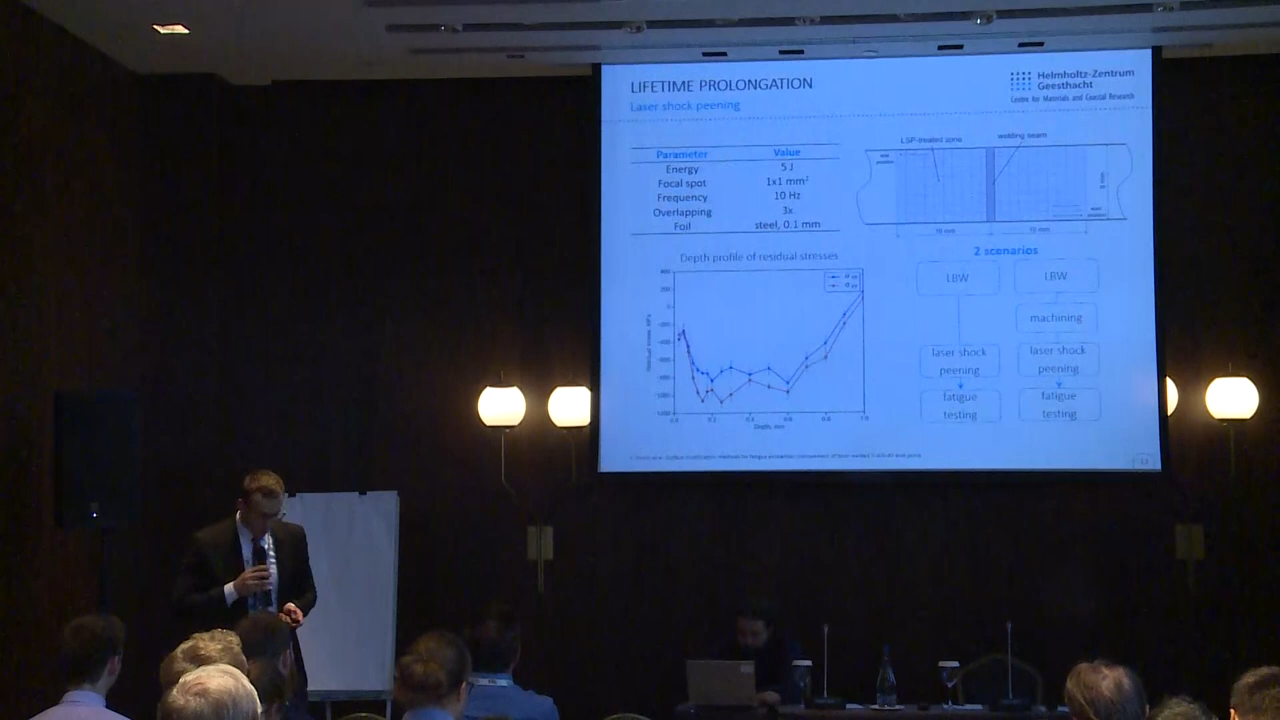 LIFETIME PROLONGATION
Laser shock peening
Helmholtz-Zentrum
Geesthacht
Centre for Materials and Coastal Research
Parameter Value
Energy 5 J
Focal spot 1x1 mm²
Frequency 10 Hz
Overlapping 3x
Foil steel, 0.1 mm
LSP-treated zone
welding seam
2 scenarios
LBW
LBW
machining
laser shock
peening
laser shock
peening
fatigue
testing
fatigue
testing
Depth profile of residual stresses
Depth, mm